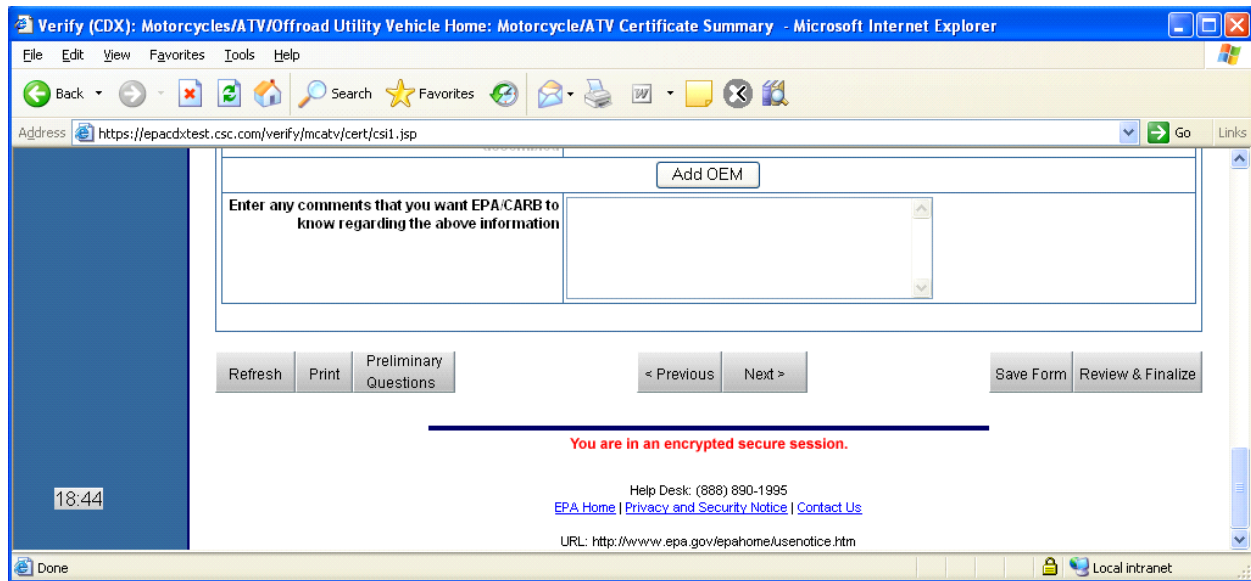 Verify (CDX): Motorcycles/ATV/Offroad Utility Vehicle Home: Motorcycle/ATV Certificate Summary - Microsoft Internet Explorer
File Edit View Favorites Tools Help
Back Search Favorites
Address https://epacdxtest.csc.com/verify/mcatv/cert/csi1.jsp Go Links
Add OEM
Enter any comments that you want EPA/CARB to
know regarding the above information
Refresh Print Preliminary Questions < Previous Next > Save Form Review & Finalize
You are in an encrypted secure session.
18:44
Help Desk: (888) 890-1995
EPA Home | Privacy and Security Notice | Contact Us
URL: http://www.epa.gov/epahome/usenotice.htm
Done Local intranet